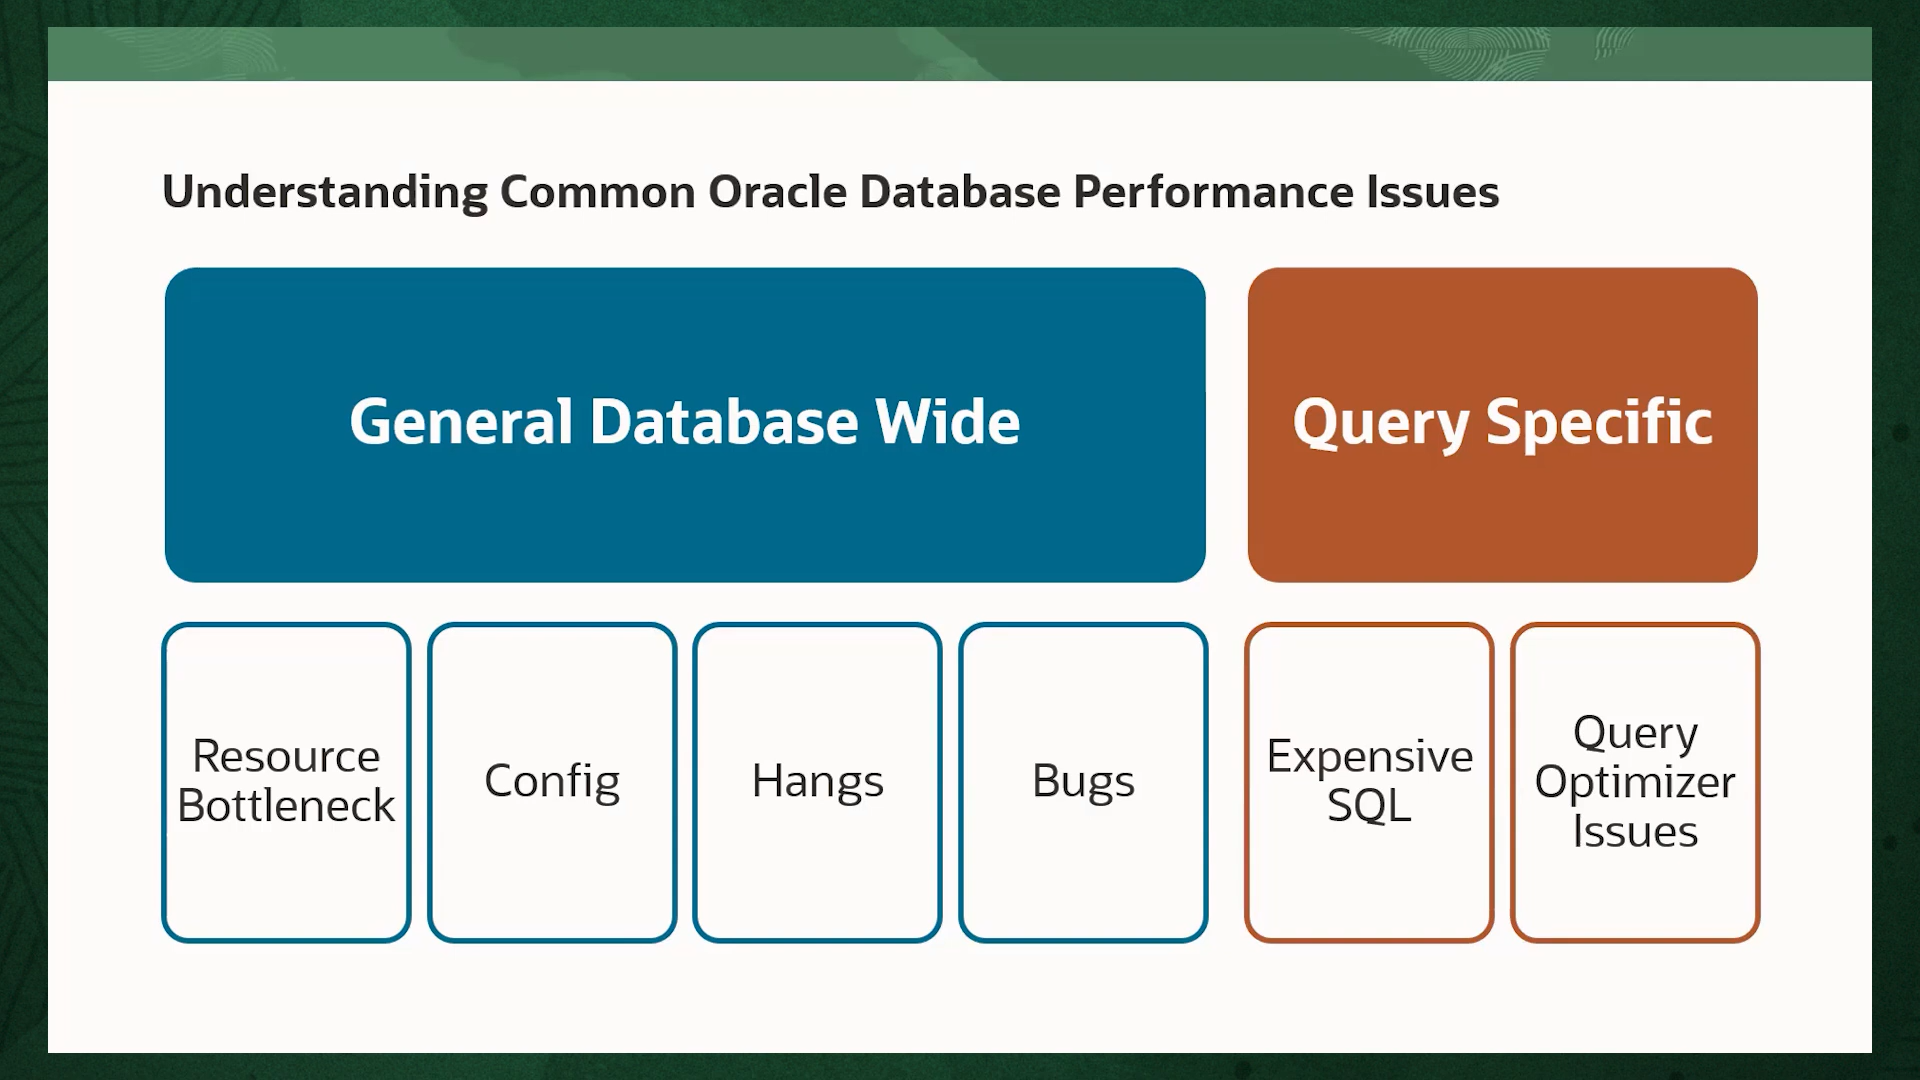 Understanding Common Oracle Database Performance Issues
General Database Wide
Query Specific
Resource
Bottleneck
Config
Hangs
Bugs
Expensive
SQL
Query
Optimizer
Issues